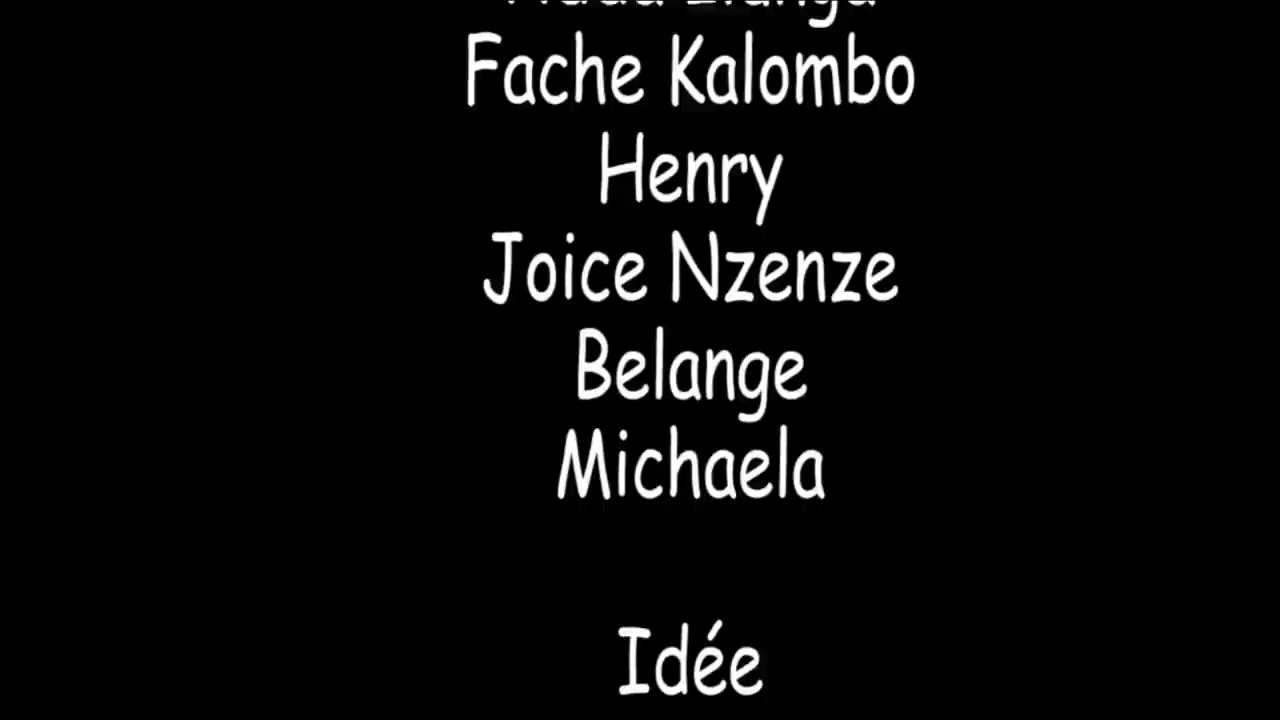 Fache Kalombo
Henry
Joice Nzenze
Belange
Michaela
Idée